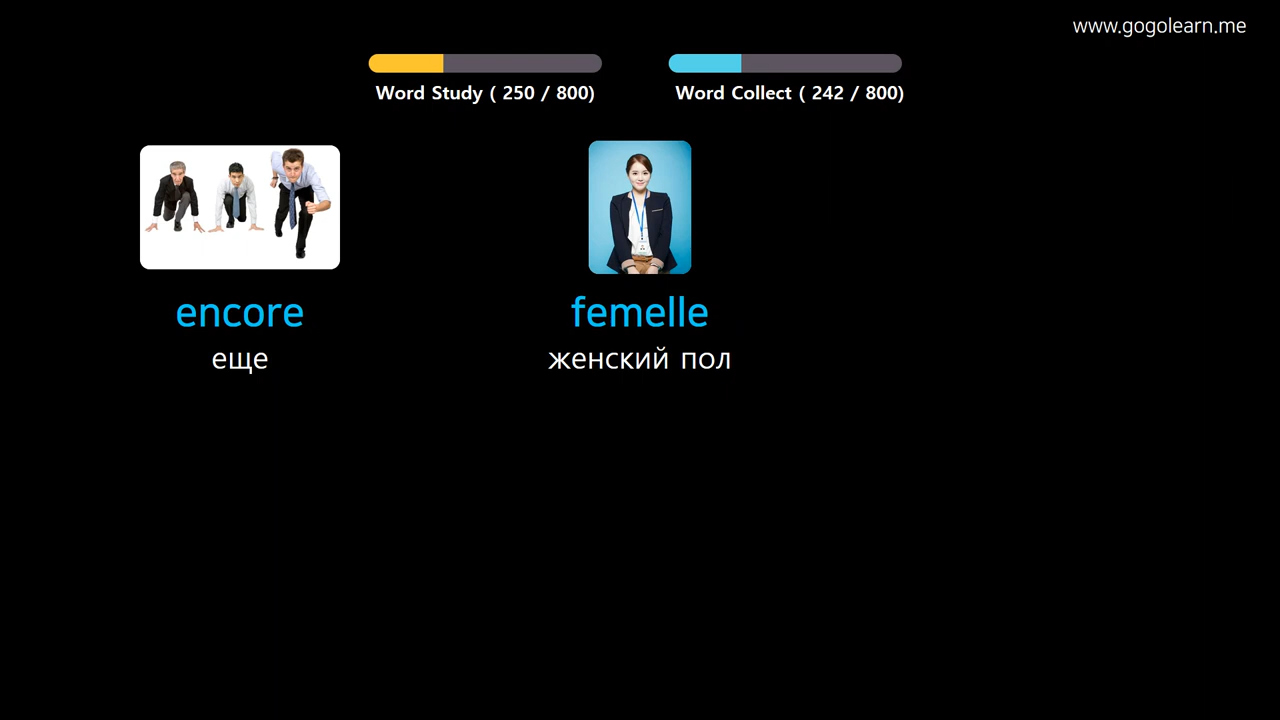 www.gogolearn.me
Word Study ( 250 / 800)
Word Collect ( 242 / 800)
encore
еще
femelle
женский пол